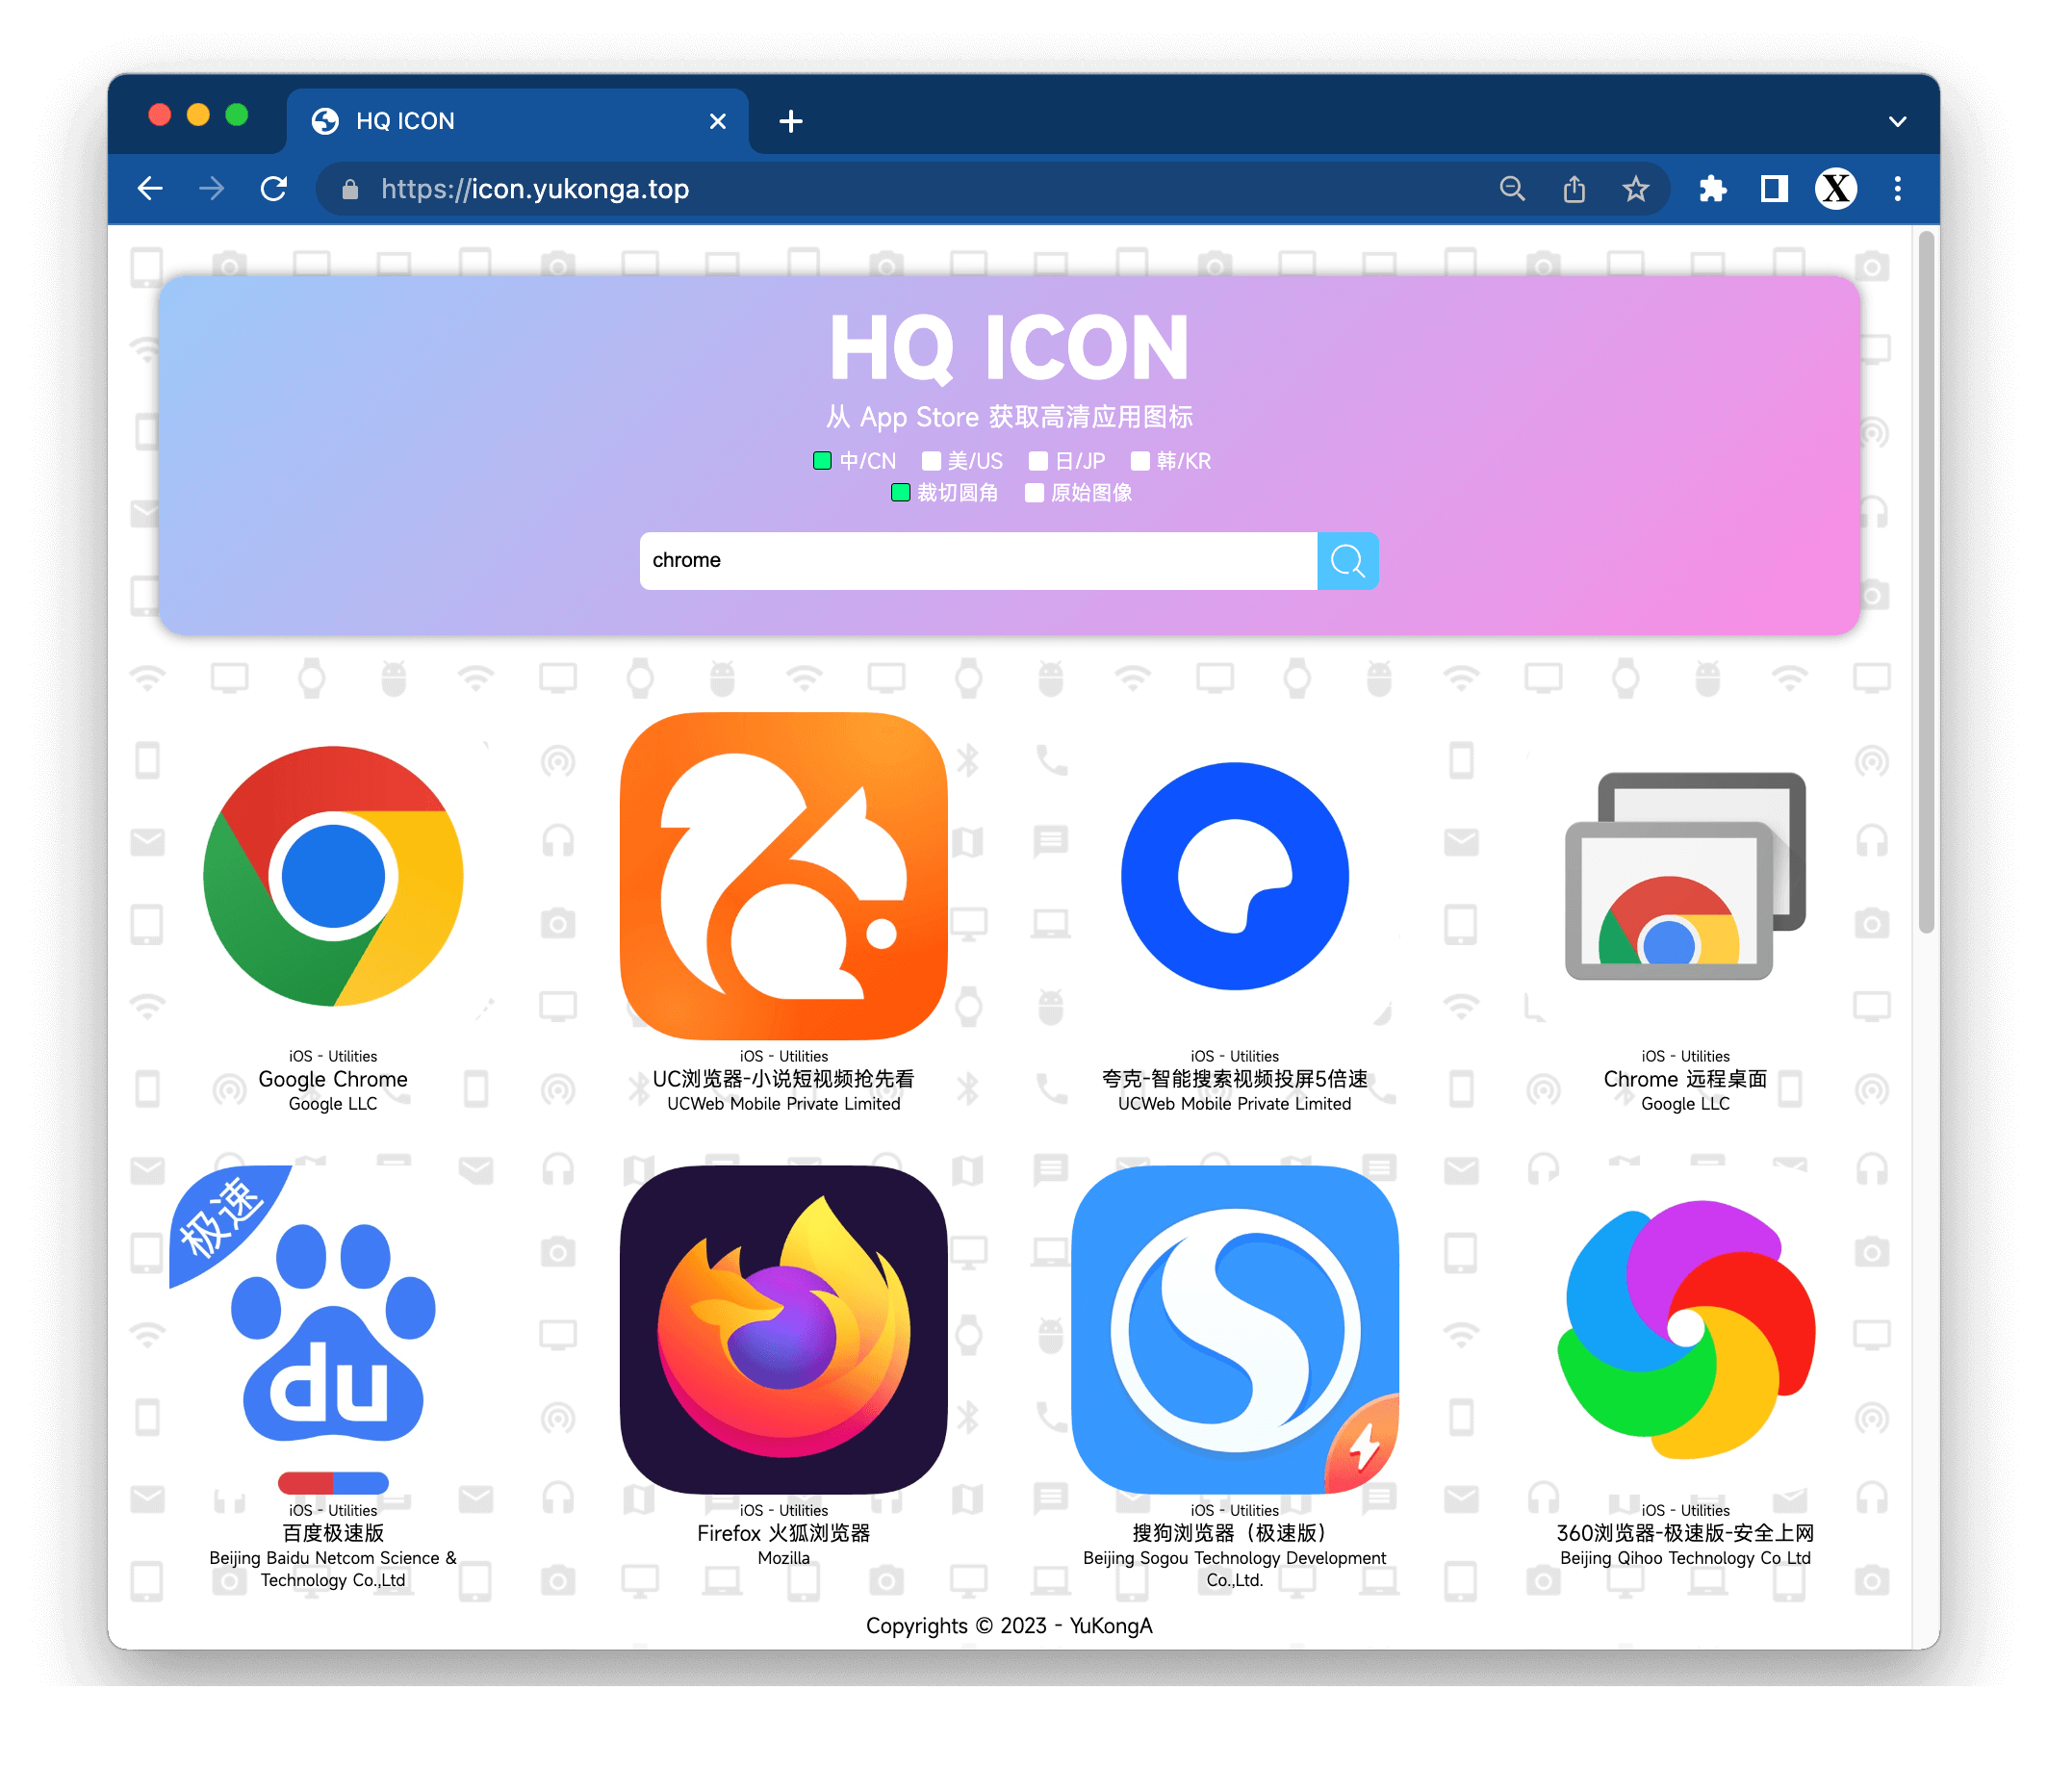 HQ ICON
https://icon.yukonga.top
X
HQ ICON
从 App Store 获取高清应用图标
中/CN 美/US 日/JP 韩/KR
裁切圆角 原始图像
chrome
iOS - Utilities
Google Chrome
Google LLC
iOS - Utilities
UC浏览器-小说短视频抢先看
UCWeb Mobile Private Limited
iOS - Utilities
夸克-智能搜索视频投屏5倍速
UCWeb Mobile Private Limited
iOS - Utilities
Chrome 远程桌面
Google LLC
极速
du
iOS - Utilities
百度极速版
Beijing Baidu Netcom Science &
Technology Co.,Ltd
iOS - Utilities
Firefox 火狐浏览器
Mozilla
iOS - Utilities
搜狗浏览器（极速版）
Beijing Sogou Technology Development
Co.,Ltd.
iOS - Utilities
360浏览器-极速版-安全上网
Beijing Qihoo Technology Co Ltd
Copyrights © 2023 - YuKongA